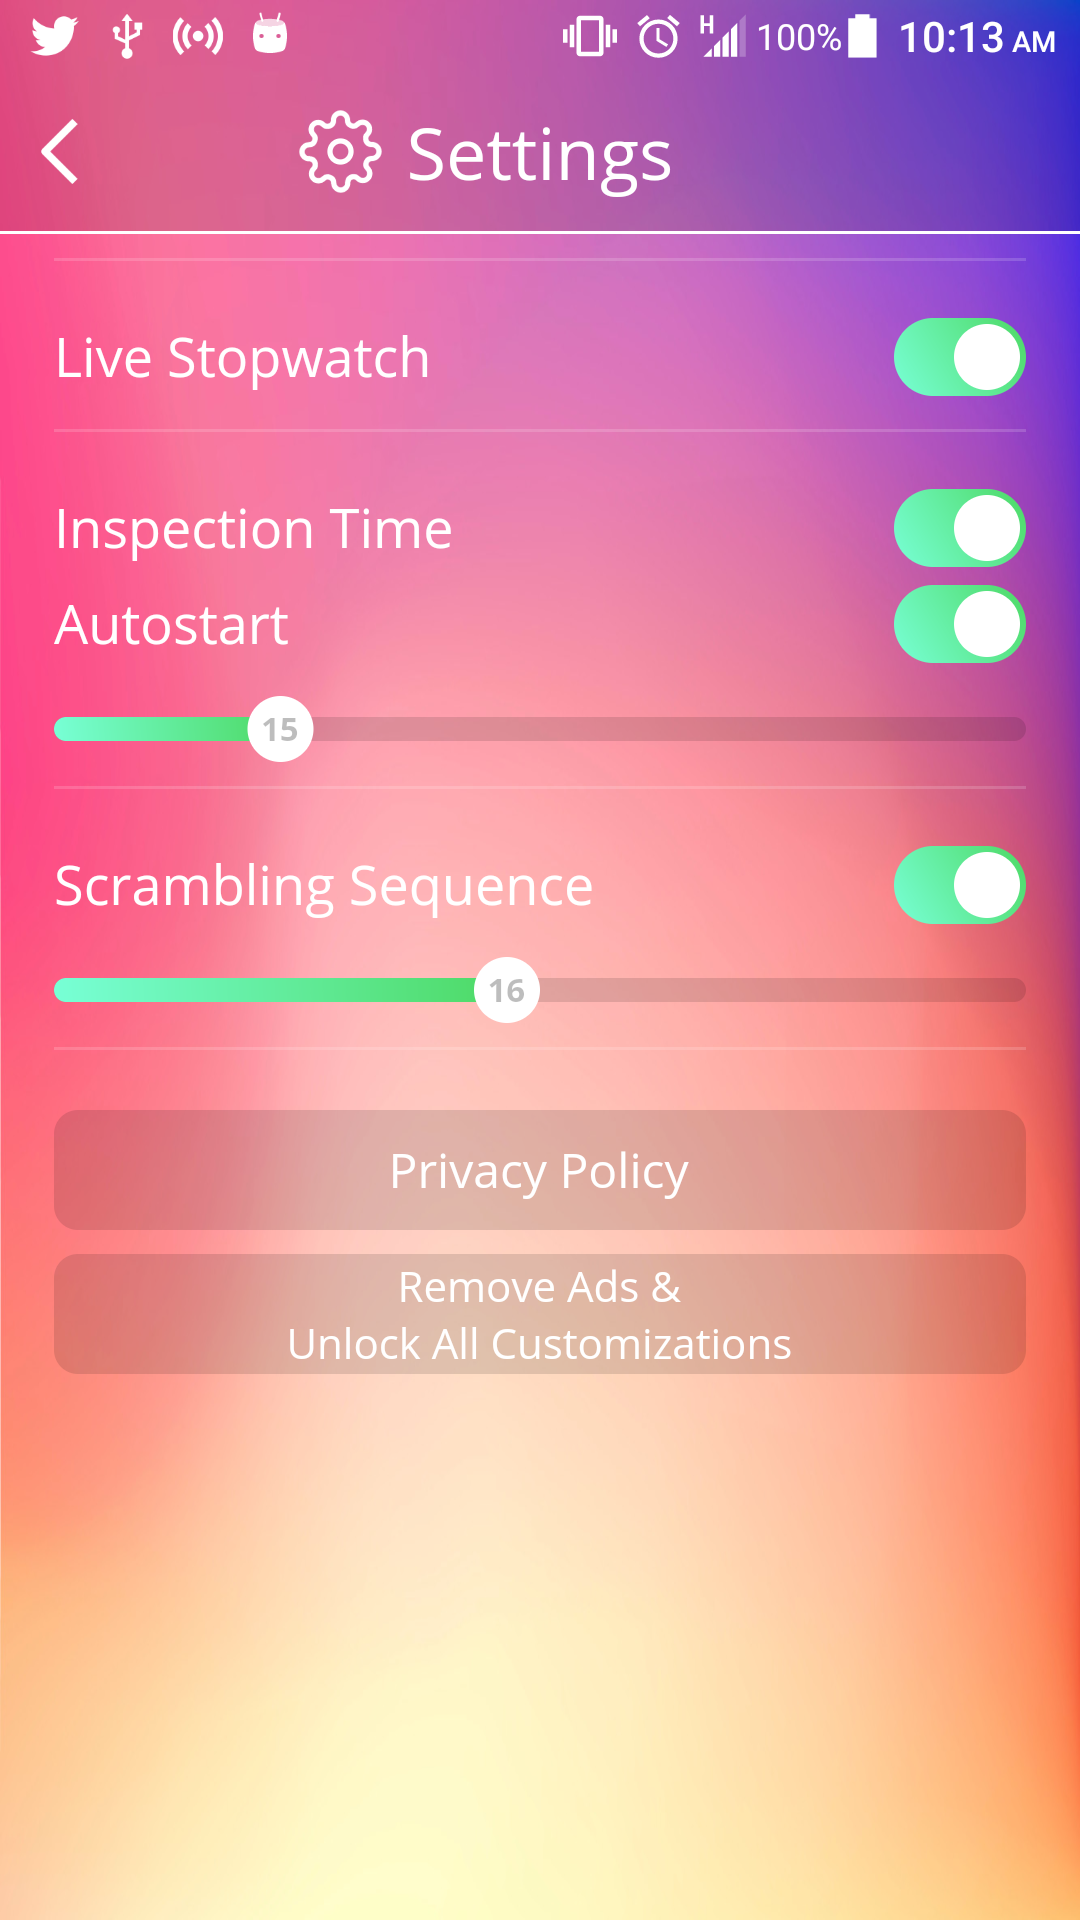 H 100% 10:13 AM
Settings
Live Stopwatch
Inspection Time
Autostart
15
Scrambling Sequence
16
Privacy Policy
Remove Ads &
Unlock All Customizations